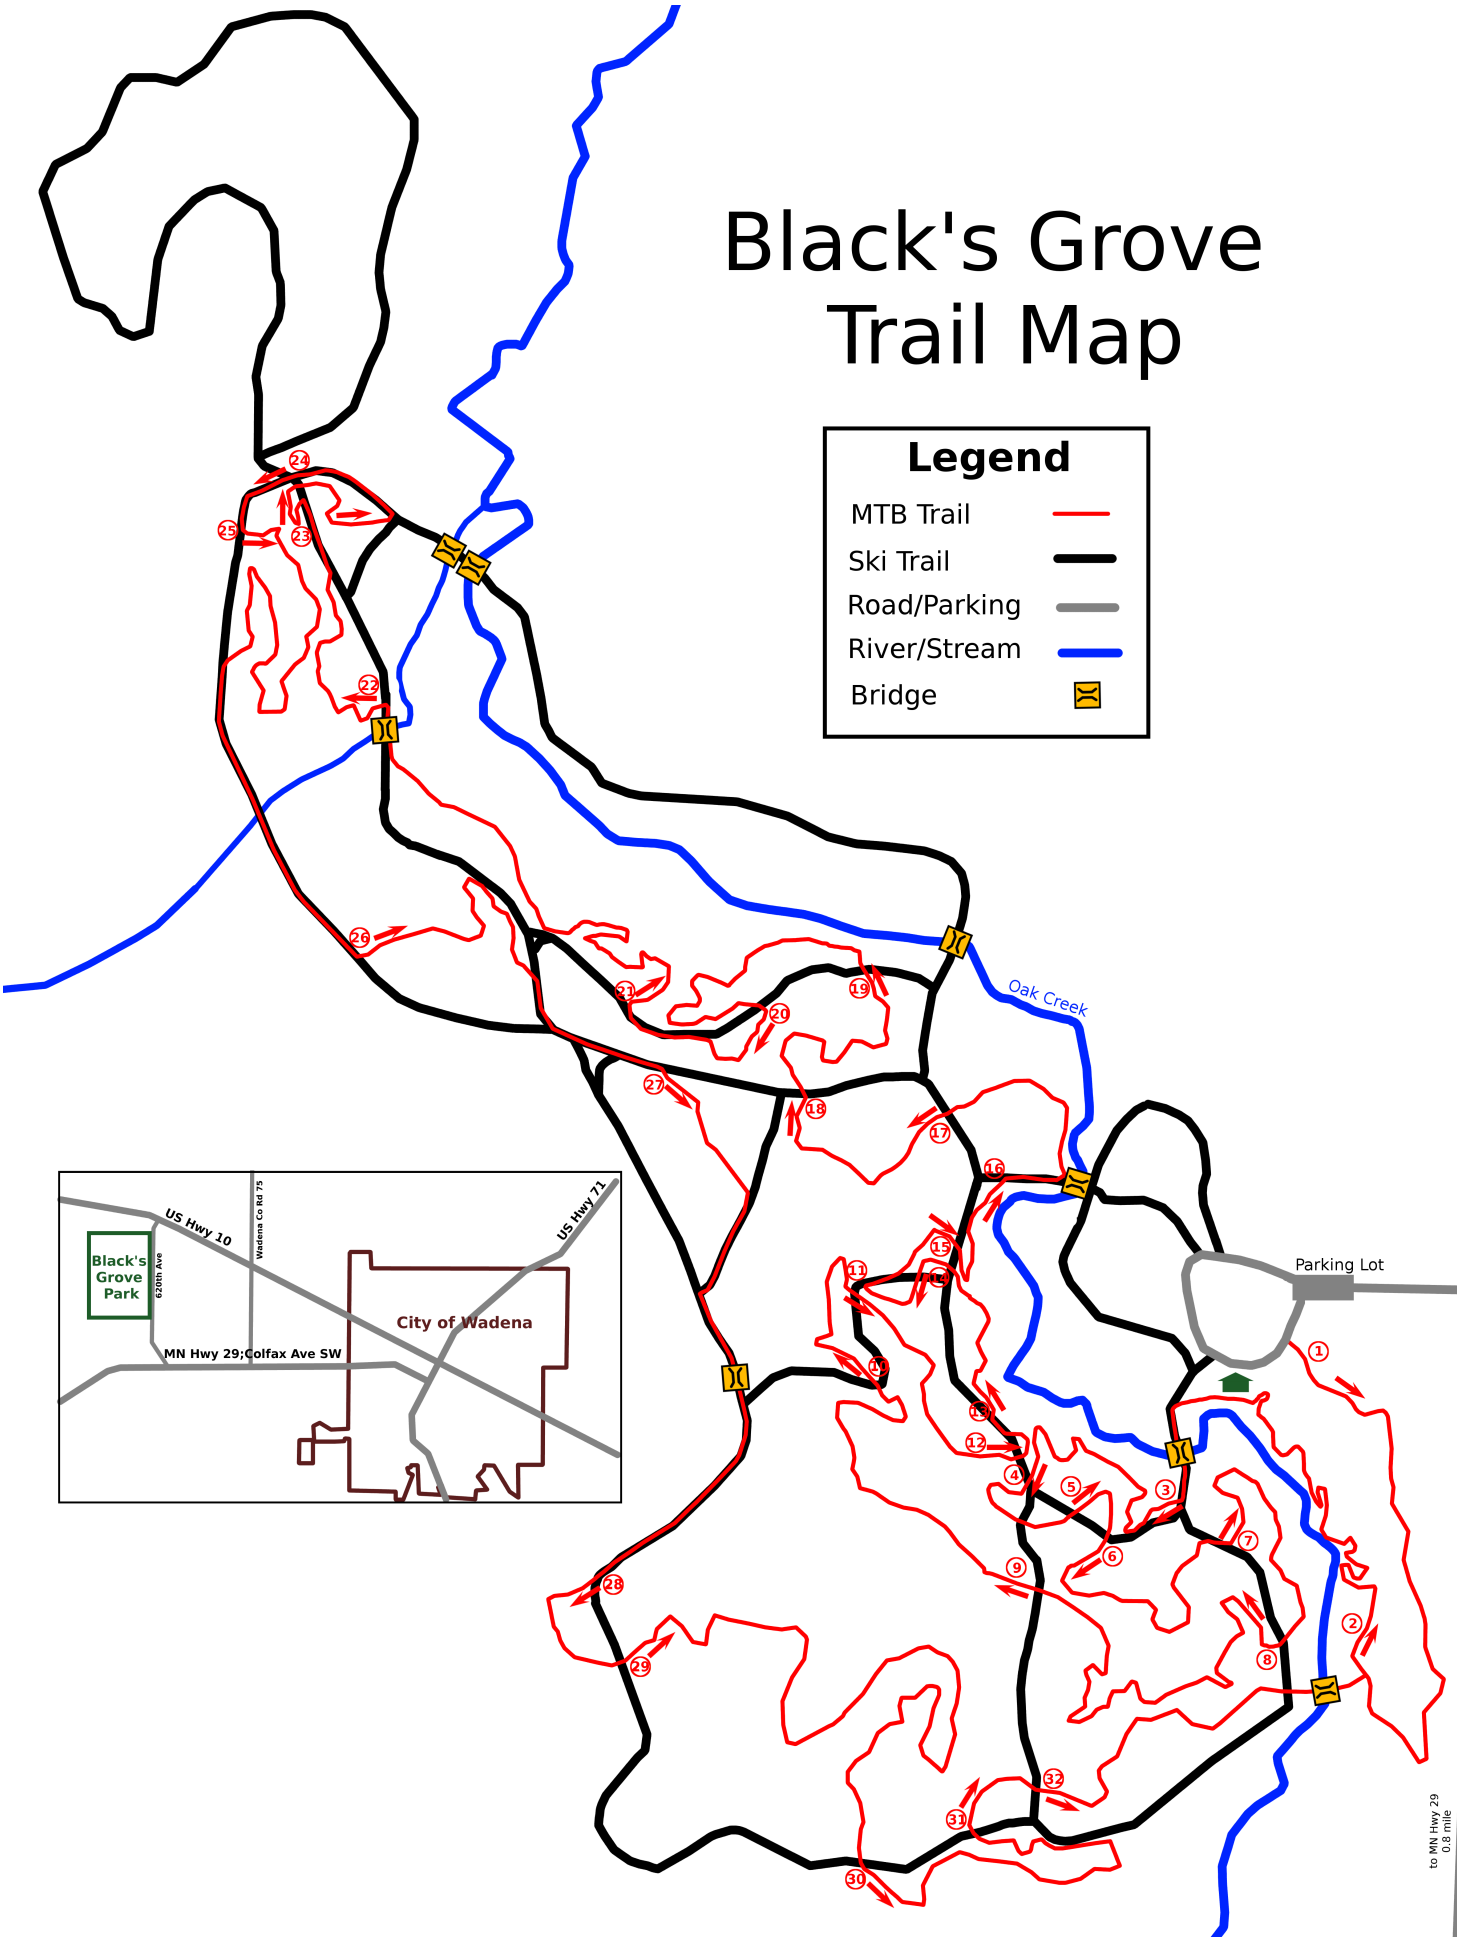 Black's Grove
Trail Map
Legend
MTB Trail
Ski Trail
Road/Parking
River/Stream
Bridge
24
25
23
22
26
21
19
20
Oak Creek
27
18
17
16
15
14
11
10
13
12
4
5
3
6
7
9
8
2
1
Parking Lot
28
29
32
31
30
US Hwy 10
Wadena Co Rd 75
US Hwy 71
Black's
Grove
Park
620th Ave
City of Wadena
MN Hwy 29;Colfax Ave SW
to MN Hwy 29
0.8 mile